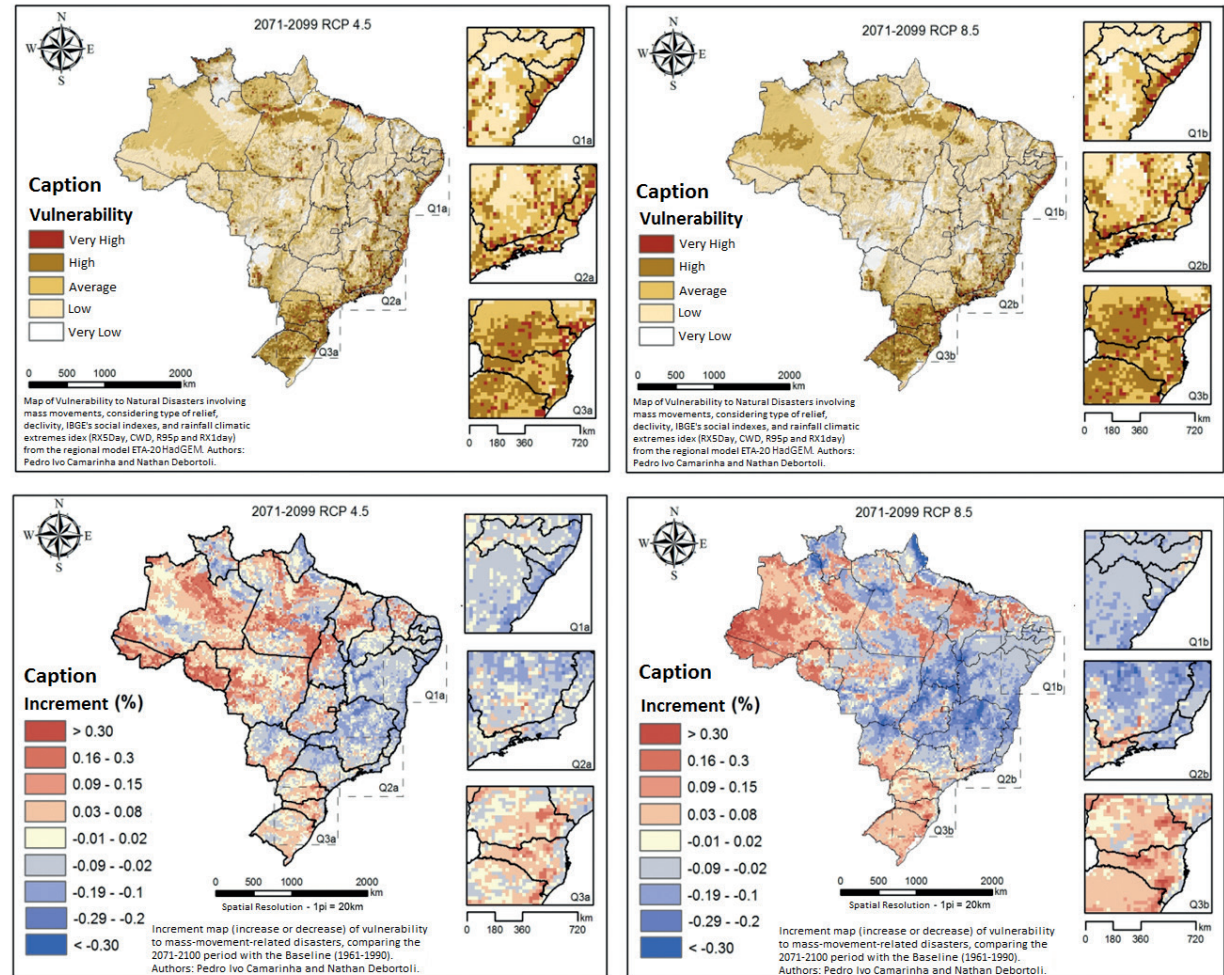 2071-2099 RCP 4.5
N
W
E
S
Caption
Vulnerability
Very High
High
Average
Low
Very Low
0 500 1000 2000
km
Map of Vulnerability to Natural Disasters involving
mass movements, considering type of relief,
declivity, IBGE's social indexes, and rainfall climatic
extremes idex (RX5Day, CWD, R95p and RX1day)
from the regional model ETA-20 HadGEM. Authors:
Pedro Ivo Camarinha and Nathan Debortoli.
Q1a
Q2a
Q3a
Q1a
Q2a
Q3a
km
0 180 360 720
2071-2099 RCP 8.5
N
W
E
S
Caption
Vulnerability
Very High
High
Average
Low
Very Low
0 500 1000 2000
km
Map of Vulnerability to Natural Disasters involving
mass movements, considering type of relief,
declivity, IBGE's social indexes, and rainfall climatic
extremes idex (RX5Day, CWD, R95p and RX1day)
from the regional model ETA-20 HadGEM. Authors:
Pedro Ivo Camarinha and Nathan Debortoli.
Q1b
Q2b
Q3b
Q1b
Q2b
Q3b
km
0 180 360 720
2071-2099 RCP 4.5
N
W
E
S
Caption
Increment (%)
> 0.30
0.16 - 0.3
0.09 - 0.15
0.03 - 0.08
-0.01 - 0.02
-0.09 - -0.02
-0.19 - -0.1
-0.29 - -0.2
< -0.30
0 500 1000 2000
km
Spatial Resolution - 1pi = 20km
Increment map (increase or decrease) of vulnerability
to mass-movement-related disasters, comparing the
2071-2100 period with the Baseline (1961-1990).
Authors: Pedro Ivo Camarinha and Nathan Debortoli.
Q1a
Q2a
Q3a
Q1a
Q2a
Q3a
km
0 180 360 720
2071-2099 RCP 8.5
N
W
E
S
Caption
Increment (%)
> 0.30
0.16 - 0.3
0.09 - 0.15
0.03 - 0.08
-0.01 - 0.02
-0.09 - -0.02
-0.19 - -0.1
-0.29 - -0.2
< -0.30
0 500 1000 2000
km
Spatial Resolution - 1pi = 20km
Increment map (increase or decrease) of vulnerability
to mass-movement-related disasters, comparing the
2071-2100 period with the Baseline (1961-1990).
Authors: Pedro Ivo Camarinha and Nathan Debortoli.
Q1b
Q2b
Q3b
Q1b
Q2b
Q3b
km
0 180 360 720